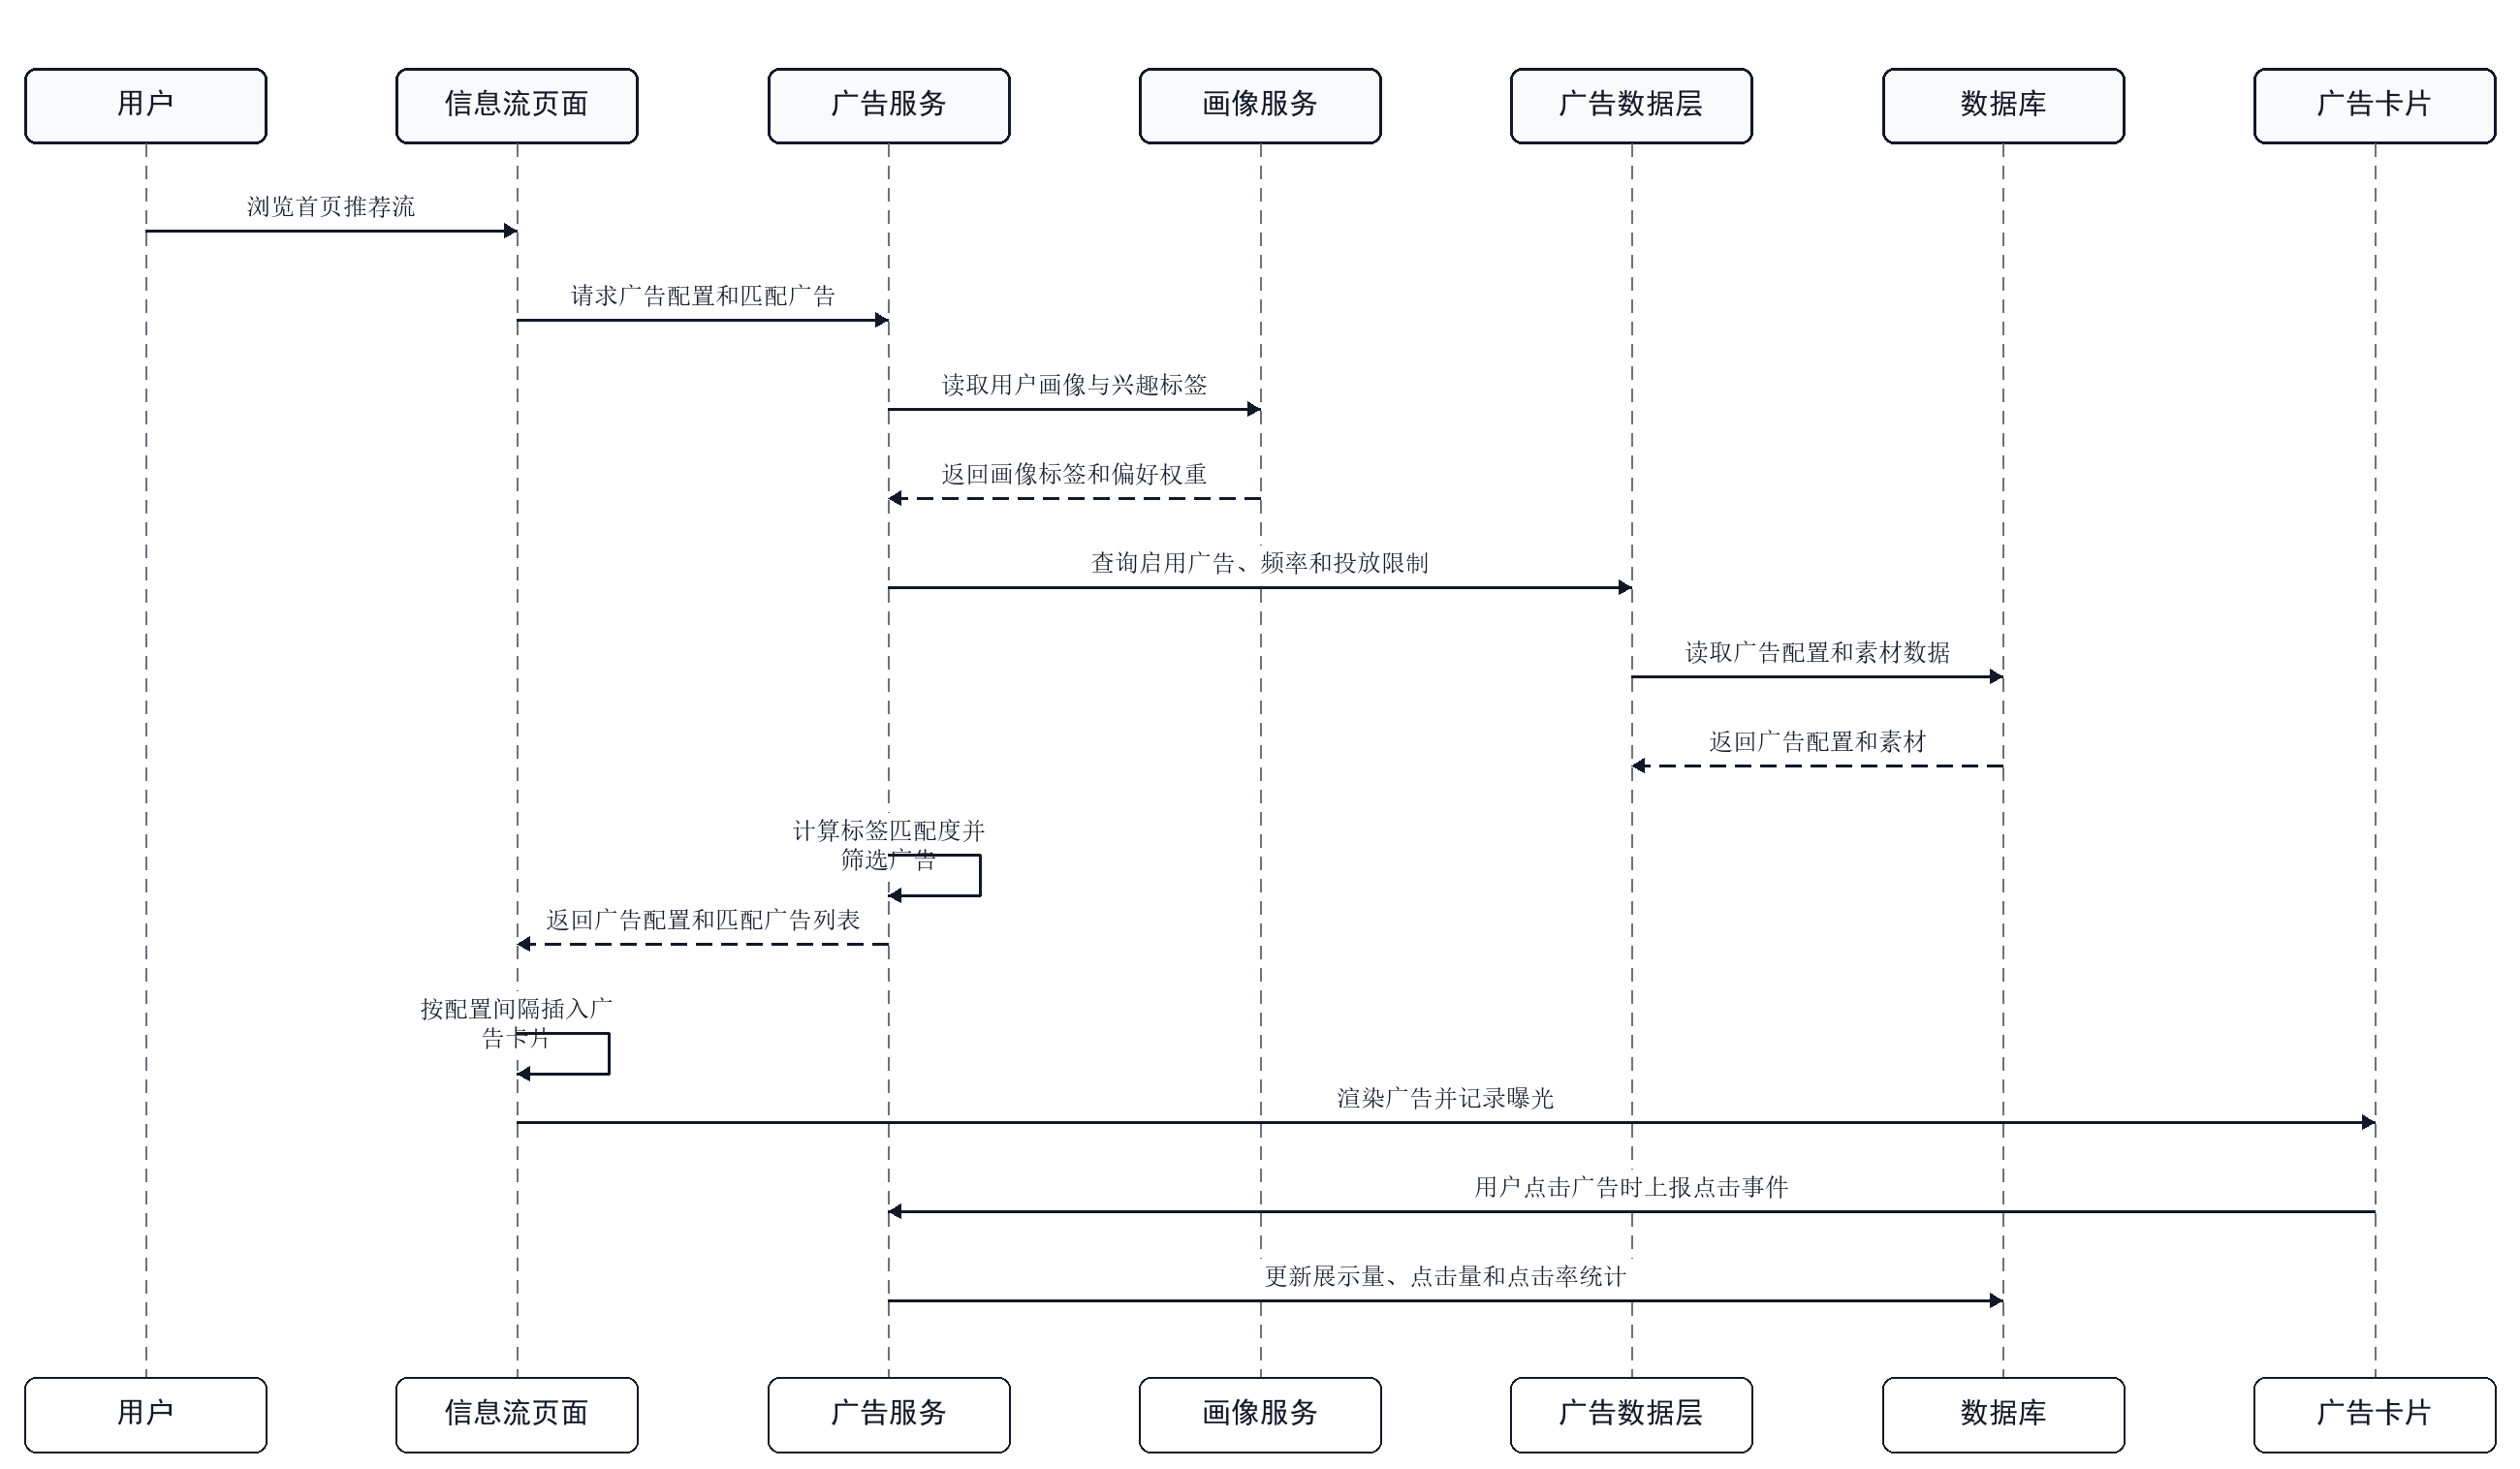 用户
信息流页面
广告服务
画像服务
广告数据层
数据库
广告卡片
浏览首页推荐流
请求广告配置和匹配广告
读取用户画像与兴趣标签
返回画像标签和偏好权重
查询启用广告、频率和投放限制
读取广告配置和素材数据
返回广告配置和素材
计算标签匹配度并
筛选广告
返回广告配置和匹配广告列表
按配置间隔插入广
告卡片
渲染广告并记录曝光
用户点击广告时上报点击事件
更新展示量、点击量和点击率统计
用户
信息流页面
广告服务
画像服务
广告数据层
数据库
广告卡片